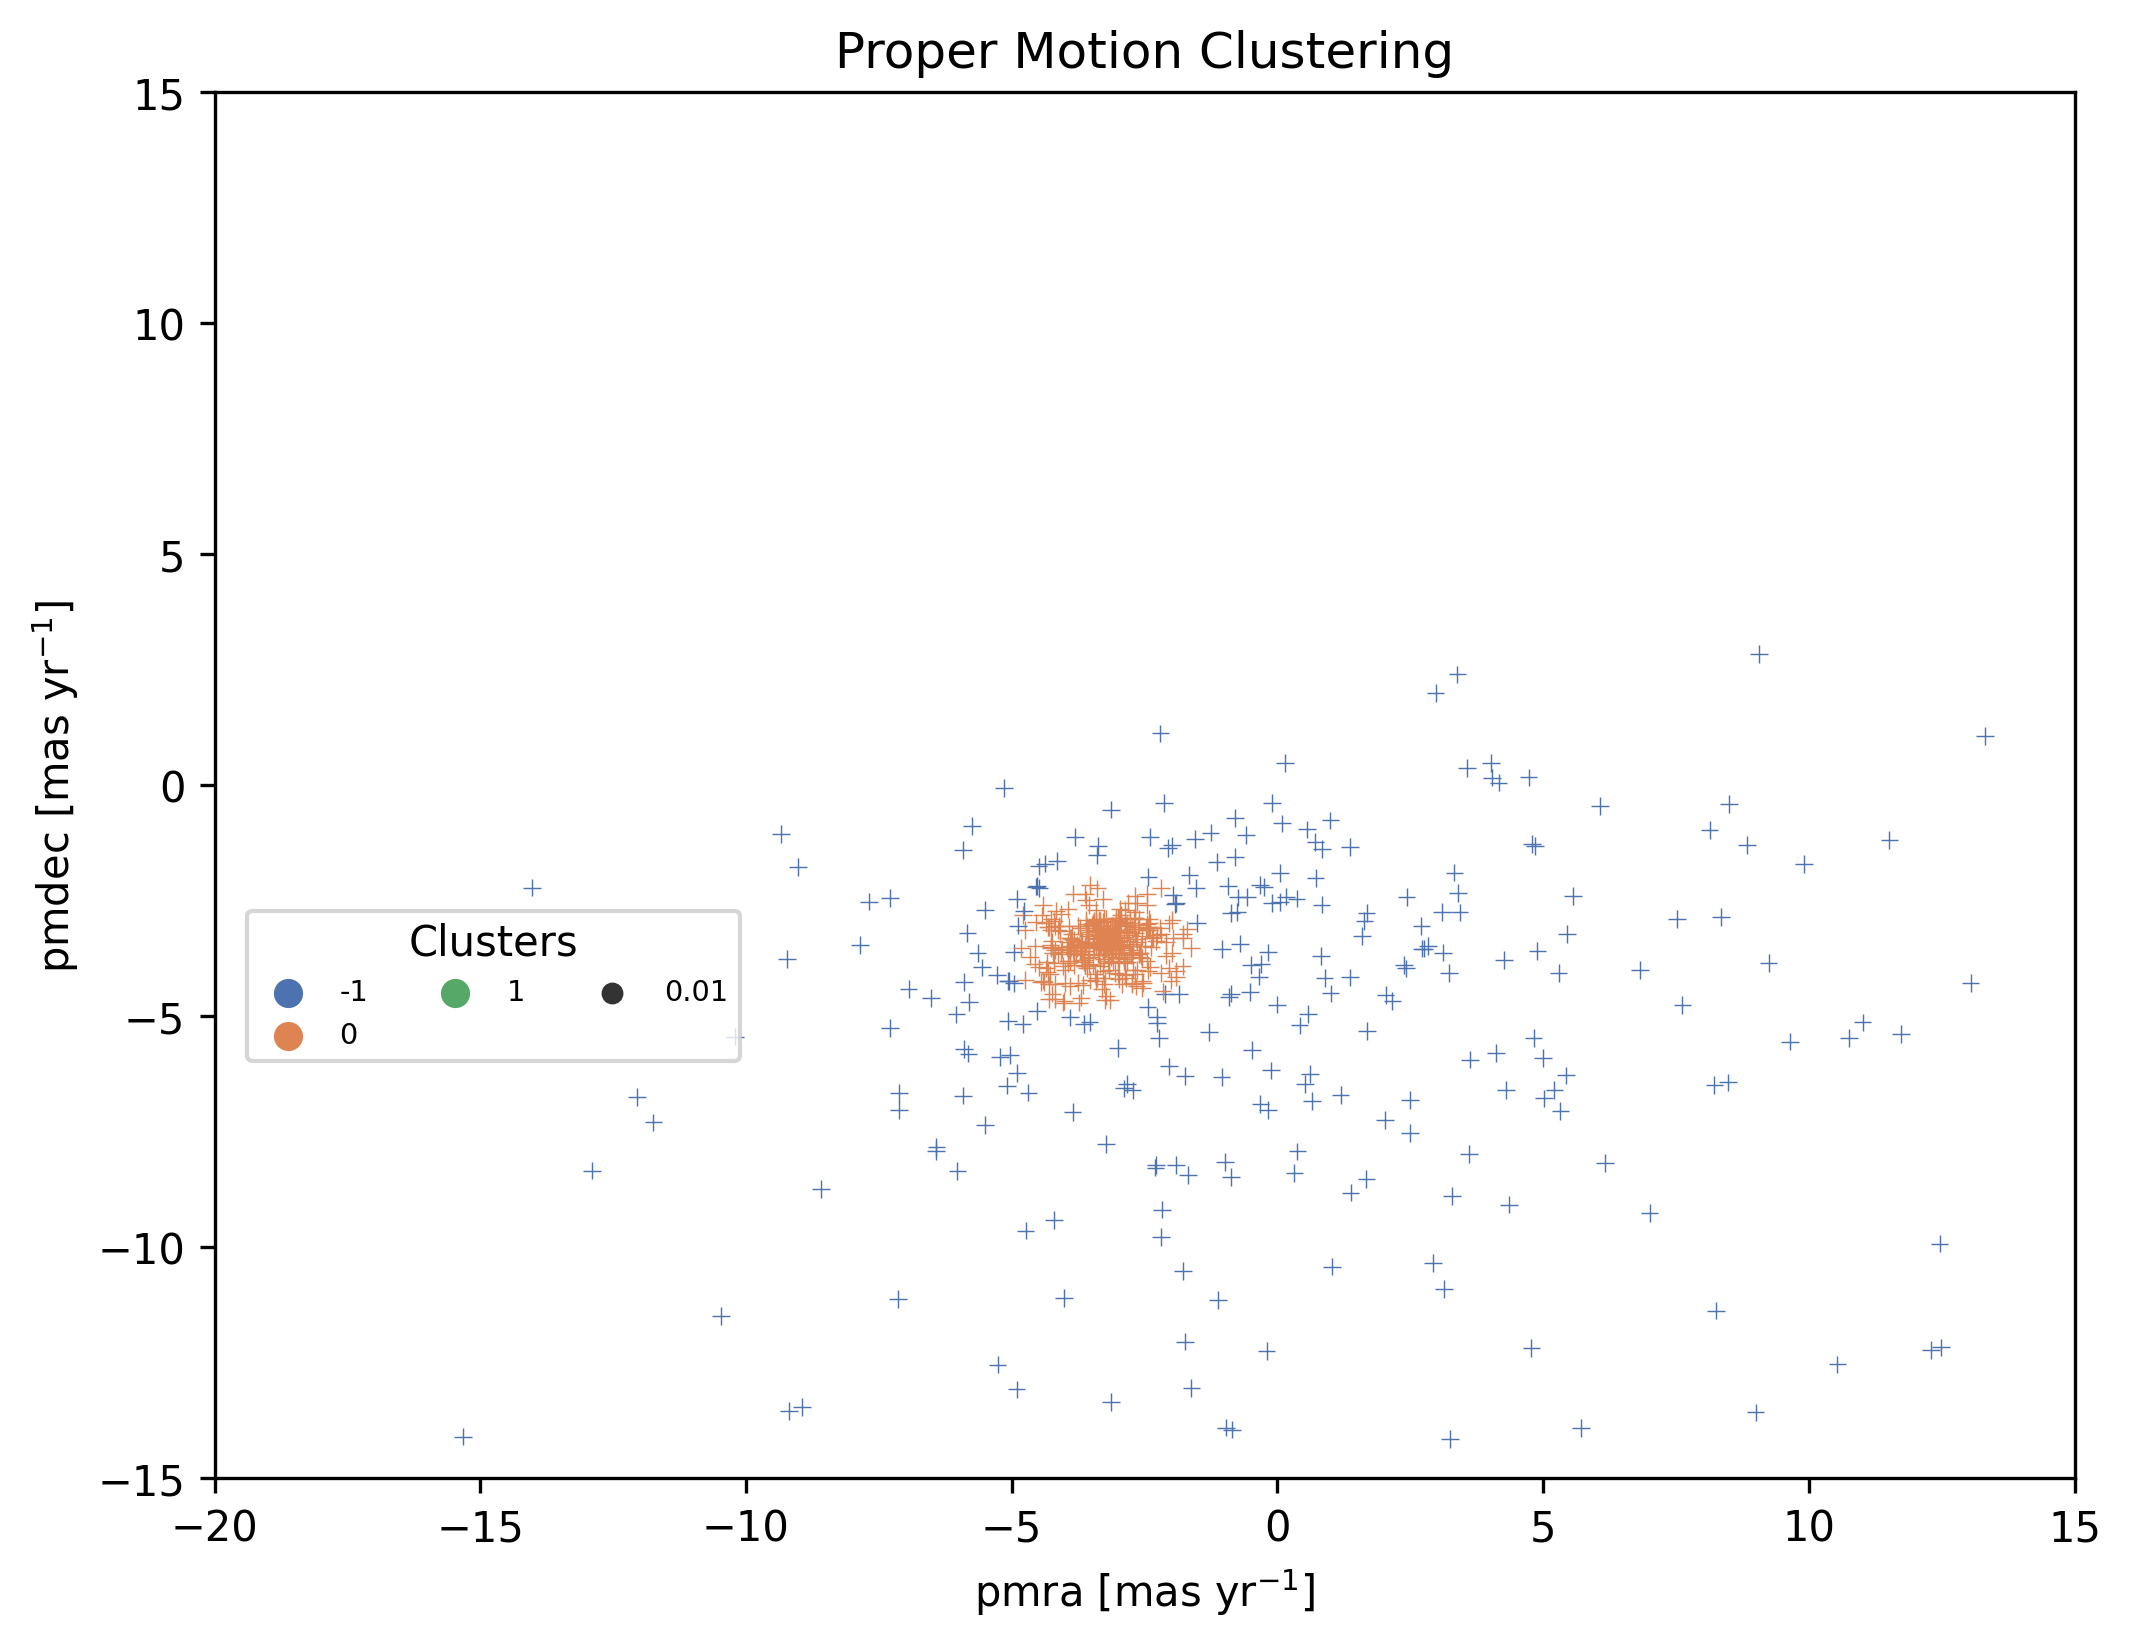 Proper Motion Clustering
15
10
5
0
−5
−10
−15
pmdec [mas yr⁻¹]
Clusters
-1 1 0.01
0
−20 −15 −10 −5 0 5 10 15
pmra [mas yr⁻¹]